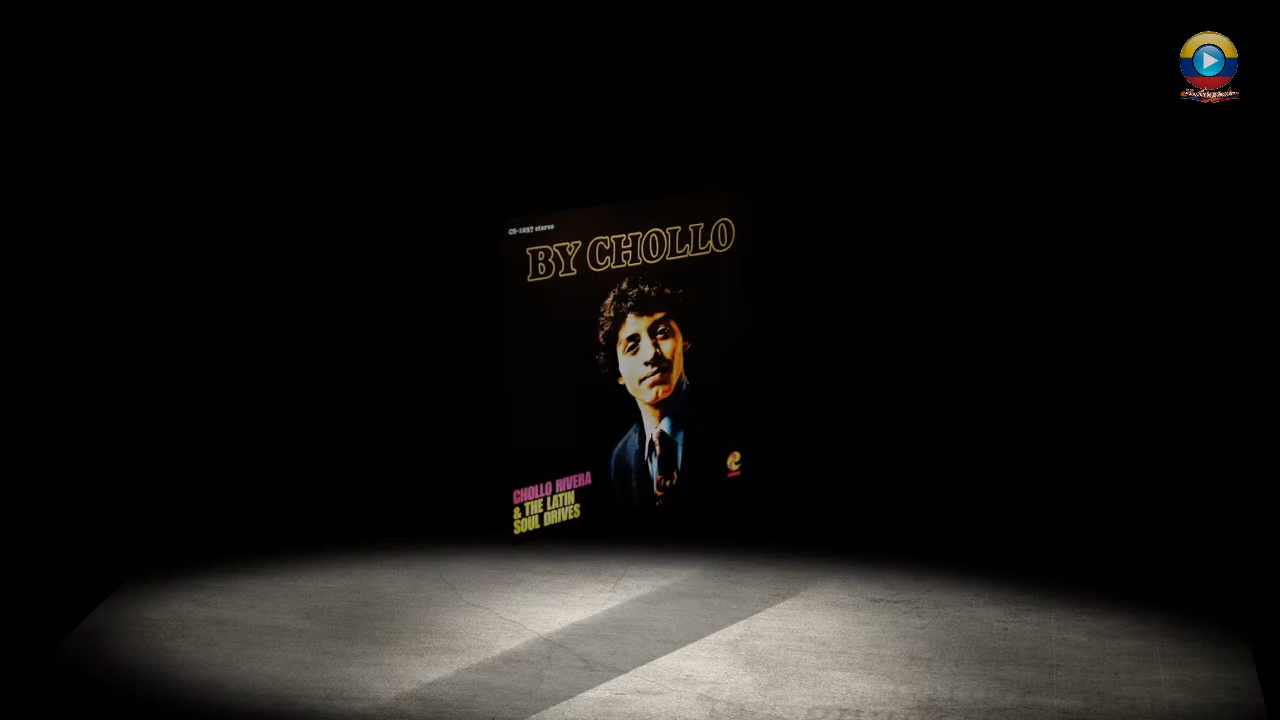 CS-1037 stereo
BY CHOLLO
CHOLLO RIVERA
& THE LATIN
SOUL DRIVES